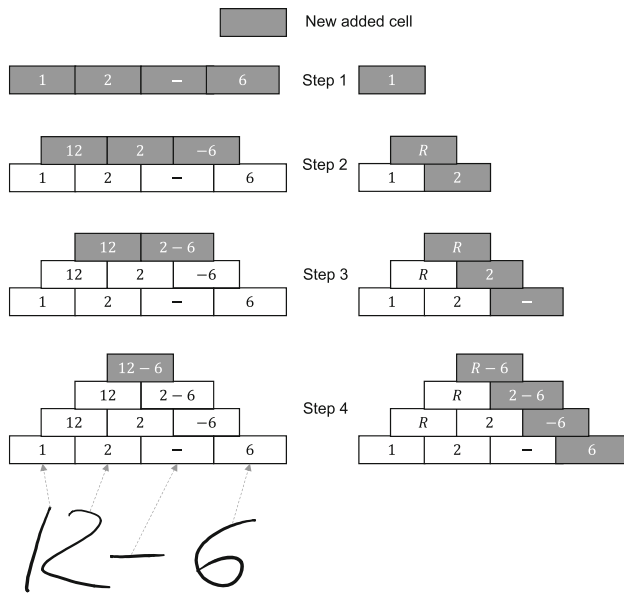 New added cell
1 2 − 6 Step 1 1
12 2 −6 R
1 2 − 6 Step 2 1 2
12 2 − 6 R
12 2 −6 Step 3 R 2
1 2 − 6 1 2 −
12 − 6 R − 6
12 2 − 6 R 2 − 6
12 2 −6 Step 4 R 2 −6
1 2 − 6 1 2 − 6
12 − 6